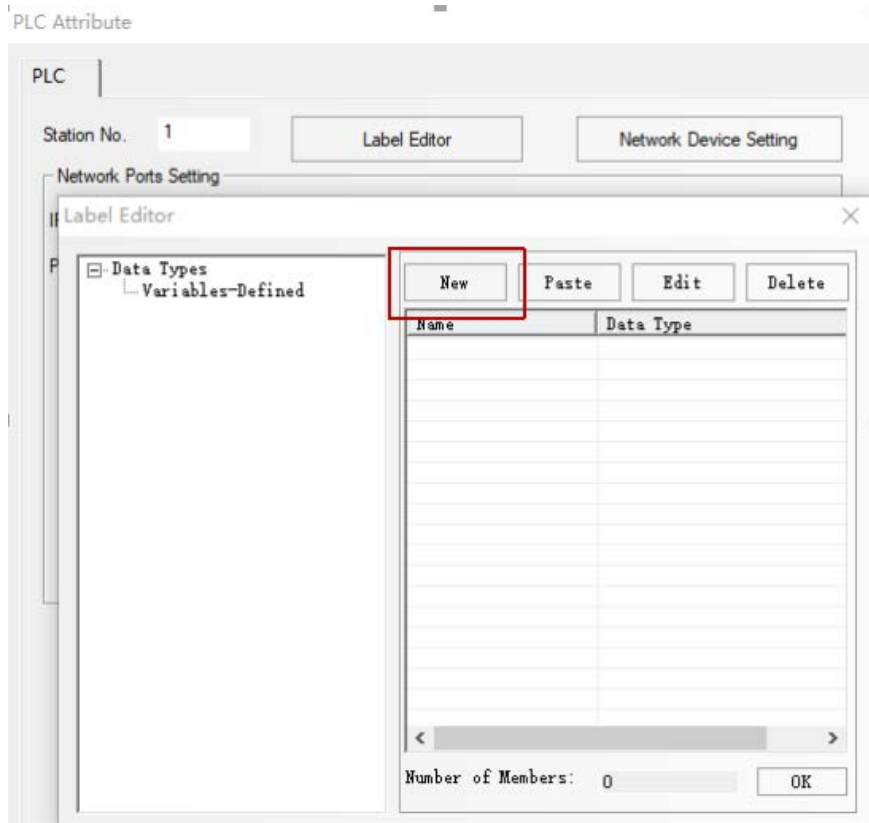 PLC Attribute
PLC
Station No. 1 Label Editor Network Device Setting
Network Ports Setting
Label Editor
Data Types
Variables-Defined
New Paste Edit Delete
Name Data Type
Number of Members: 0 OK